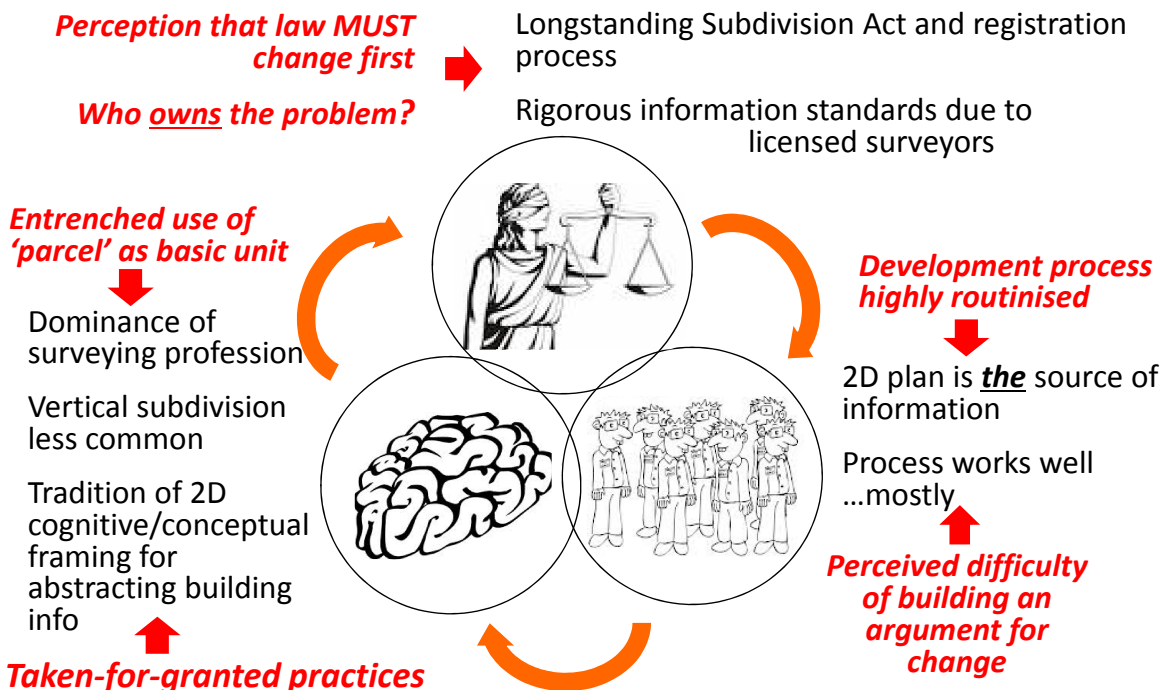 Perception that law MUST
change first
Who owns the problem?
Longstanding Subdivision Act and registration
process
Rigorous information standards due to
licensed surveyors
Entrenched use of
‘parcel’ as basic unit
Dominance of
surveying profession
Vertical subdivision
less common
Tradition of 2D
cognitive/conceptual
framing for
abstracting building
info
Taken-for-granted practices
Development process
highly routinised
2D plan is the source of
information
Process works well
...mostly
Perceived difficulty
of building an
argument for
change